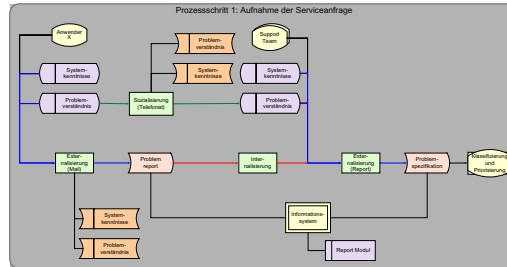 Prozessschritt 1: Aufnahme der Serviceanfrage
Anwender
X
Problem-
verständnis
Support
Team
System-
kenntnisse
System-
kenntnisse
System-
kenntnisse
Problem-
verständnis
Sozialisierung
(Telefonat)
Problem-
verständnis
Exter-
nalisierung
(Mail)
Problem
report
Inter-
nalisierung
Exter-
nalisierung
(Report)
Problem-
spezifikation
Klassifizierung
und
Priorisierung
System-
kenntnisse
Informations-
system
Problem-
verständnis
Report Modul